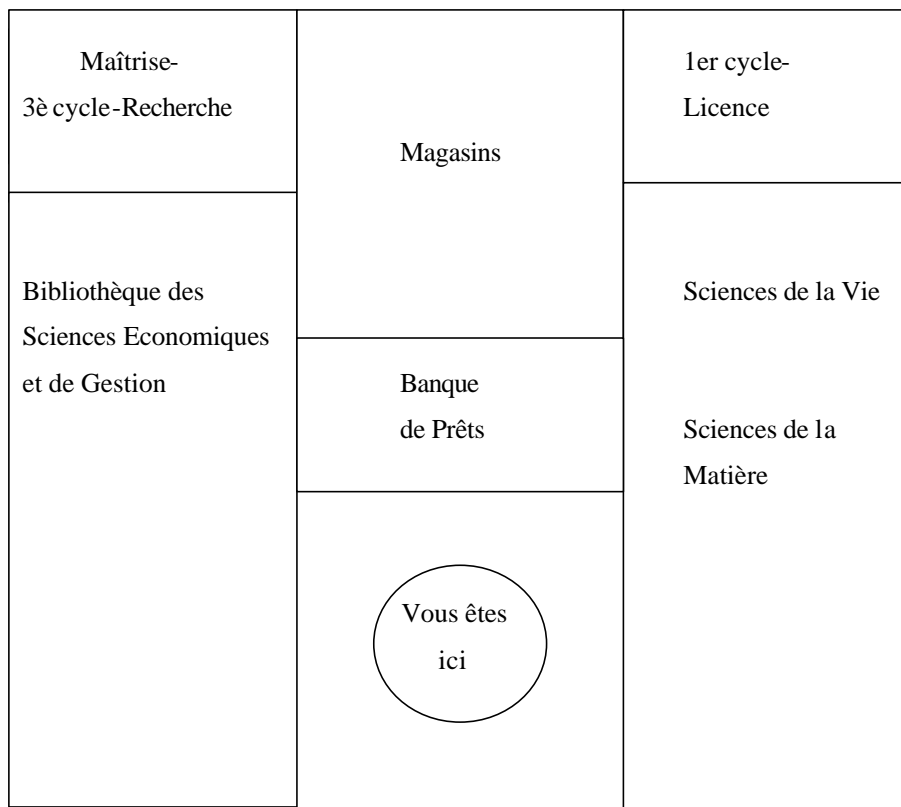 Maîtrise-
3è cycle-Recherche
Magasins
1er cycle-
Licence
Bibliothèque des
Sciences Economiques
et de Gestion
Banque
de Prêts
Sciences de la Vie
Sciences de la
Matière
Vous êtes
ici